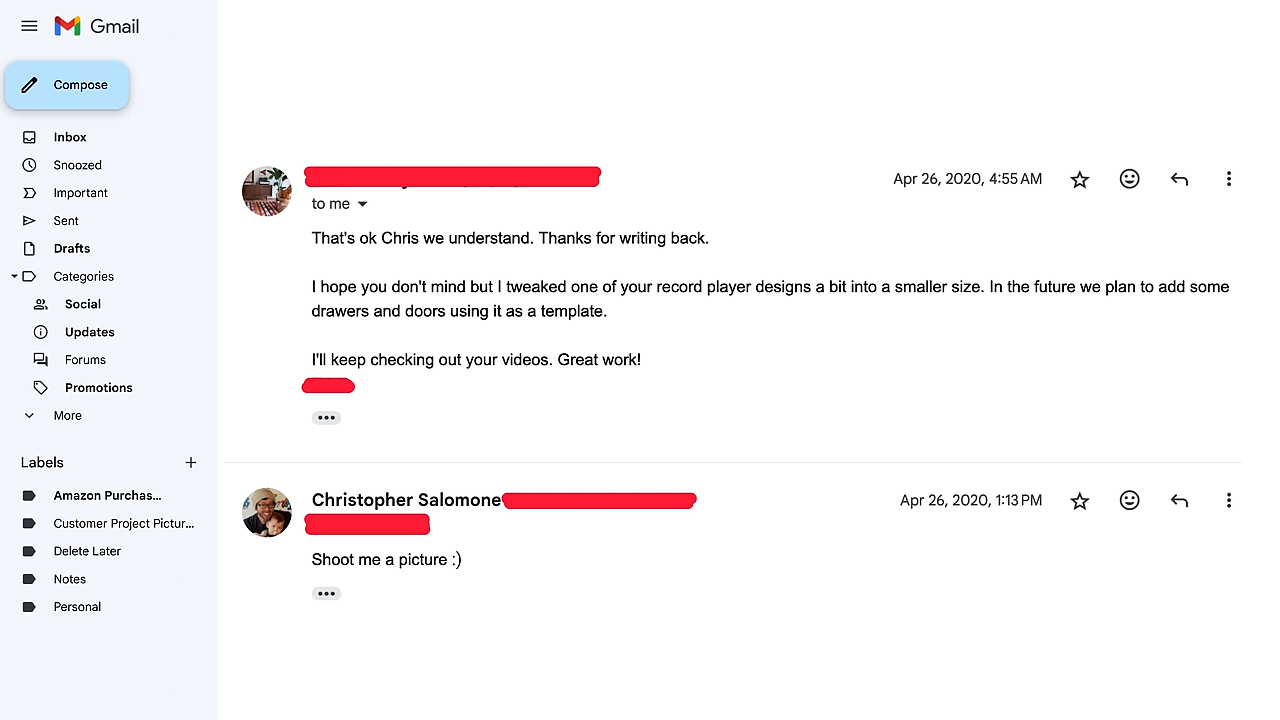 Gmail
Compose
Inbox
Snoozed
Important
Sent
Drafts
Categories
Social
Updates
Forums
Promotions
More
Labels
Amazon Purchas...
Customer Project Pictur...
Delete Later
Notes
Personal
Apr 26, 2020, 4:55 AM
to me
That's ok Chris we understand. Thanks for writing back.
I hope you don't mind but I tweaked one of your record player designs a bit into a smaller size. In the future we plan to add some
drawers and doors using it as a template.
I'll keep checking out your videos. Great work!
Christopher Salomone Apr 26, 2020, 1:13 PM
Shoot me a picture :)